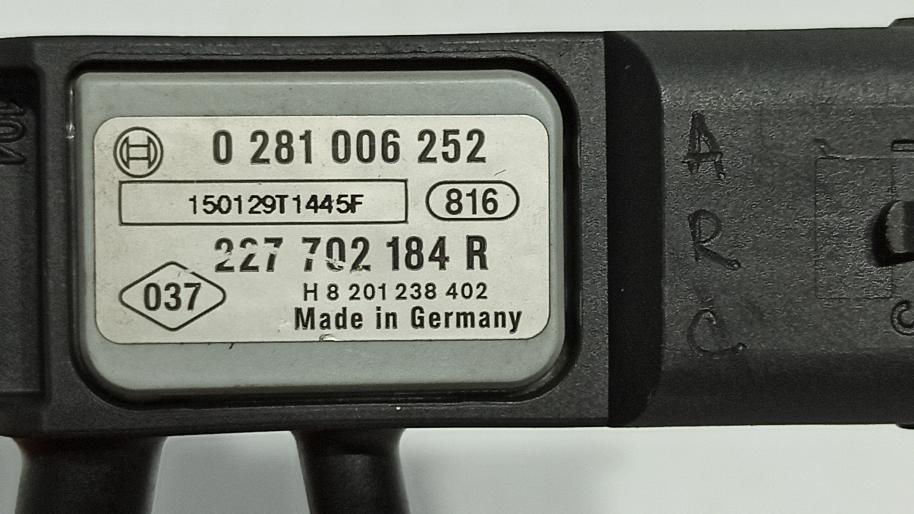 0 281 006 252
150129T1445F 816
227 702 184 R
037
H 8 201 238 402
Made in Germany
A
R
C